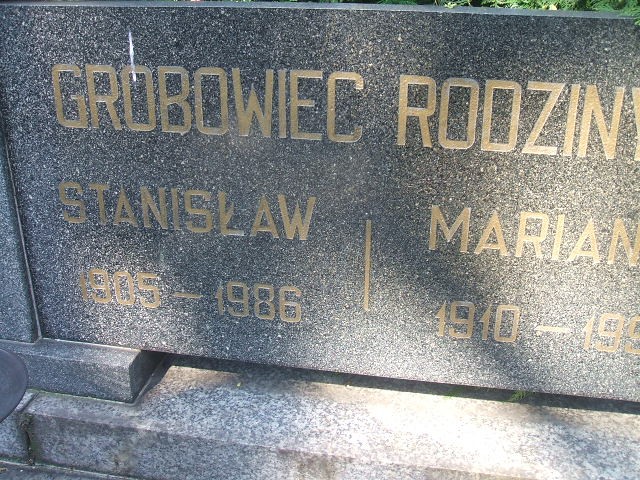 GROBOWIEC RODZINY
STANISŁAW MARIAN
1905 – 1986 1910 –